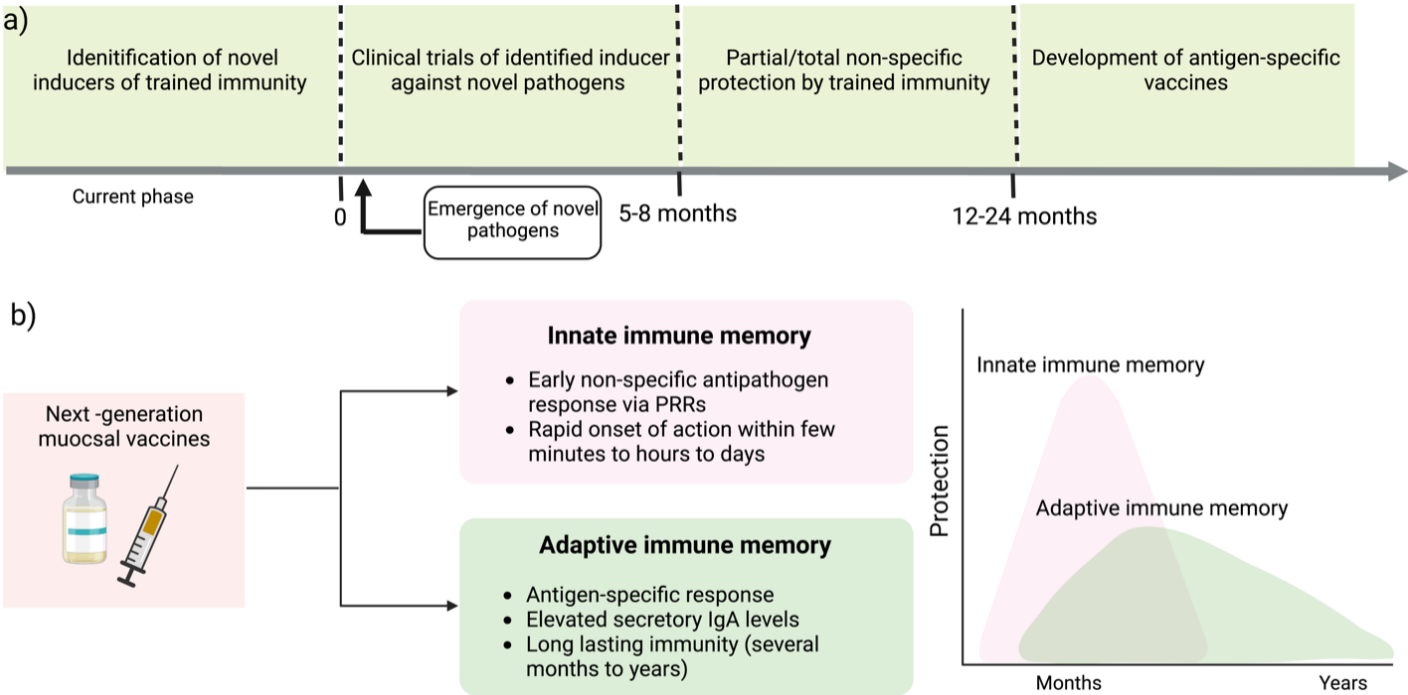 a)
Idenitification of novel
inducers of trained immunity
Clinical trials of identified inducer
against novel pathogens
Partial/total non-specific
protection by trained immunity
Development of antigen-specific
vaccines
Current phase
0
Emergence of novel
pathogens
5-8 months
12-24 months
b)
Next -generation
muocsal vaccines
Innate immune memory
• Early non-specific antipathogen
response via PRRs
• Rapid onset of action within few
minutes to hours to days
Adaptive immune memory
• Antigen-specific response
• Elevated secretory IgA levels
• Long lasting immunity (several
months to years)
Protection
Innate immune memory
Adaptive immune memory
Months
Years